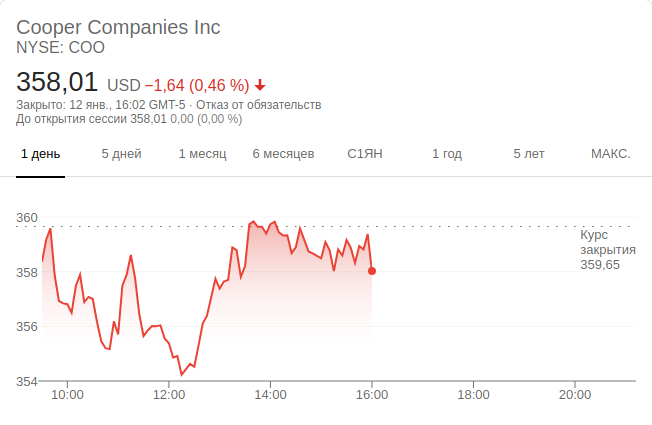 Cooper Companies Inc
NYSE: COO
358,01 USD −1,64 (0,46 %)
Закрыто: 12 янв., 16:02 GMT-5 · Отказ от обязательств
До открытия сессии 358,01 0,00 (0,00 %)
1 день 5 дней 1 месяц 6 месяцев С1ЯН 1 год 5 лет МАКС.
360
Курс
закрытия
359,65
358
356
354
10:00 12:00 14:00 16:00 18:00 20:00